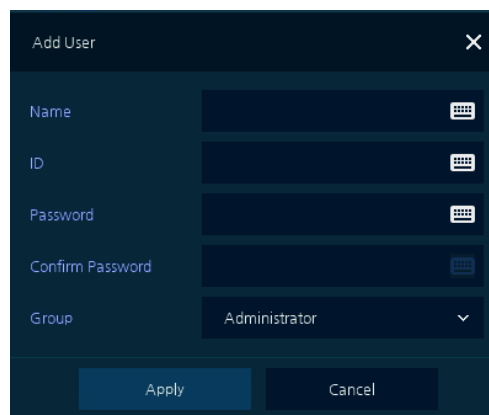 Add User
Name
ID
Password
Confirm Password
Group Administrator
Apply Cancel